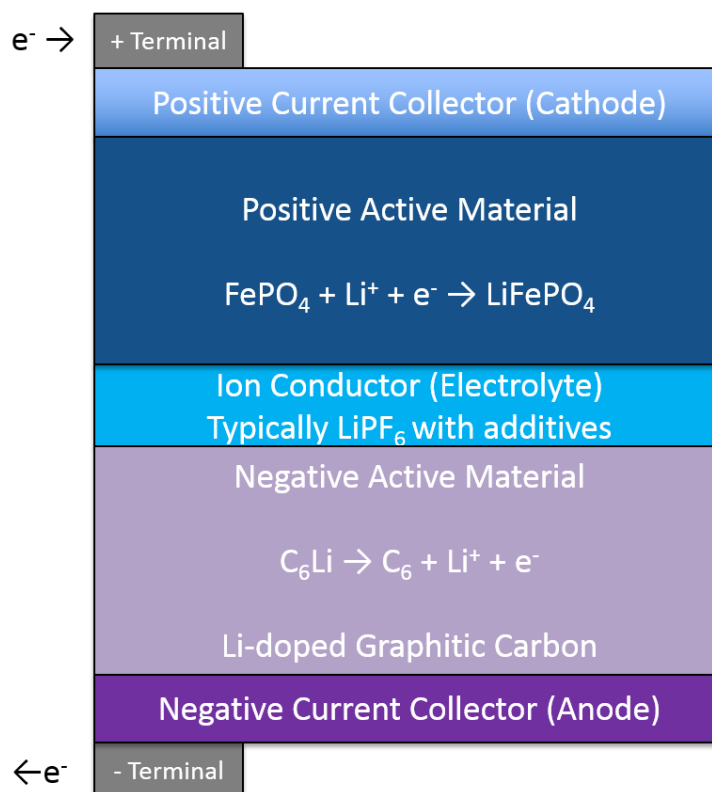 e⁻ →
+ Terminal
Positive Current Collector (Cathode)
Positive Active Material
FePO₄ + Li⁺ + e⁻ → LiFePO₄
Ion Conductor (Electrolyte)
Typically LiPF₆ with additives
Negative Active Material
C₆Li → C₆ + Li⁺ + e⁻
Li-doped Graphitic Carbon
Negative Current Collector (Anode)
←e⁻
- Terminal